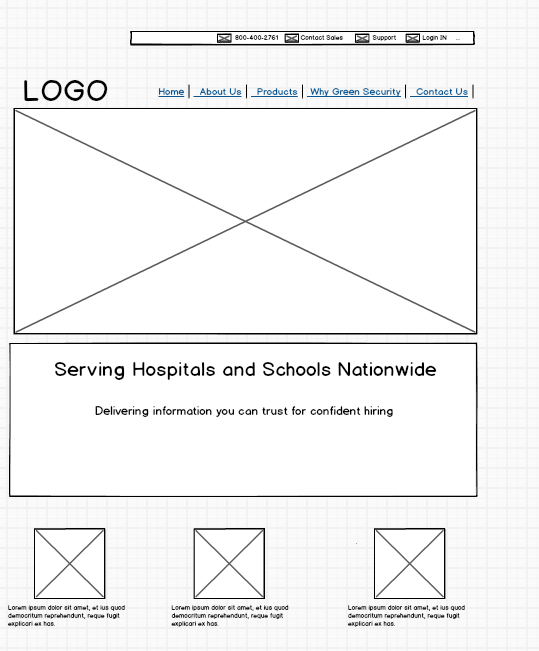 800-400-2761 Contact Sales Support Login IN ...
LOGO
Home About Us Products Why Green Security Contact Us
Serving Hospitals and Schools Nationwide
Delivering information you can trust for confident hiring
Lorem ipsum dolor sit amet, et ius quod
democritum reprehendunt, reque fugit
explicari ex has.
Lorem ipsum dolor sit amet, et ius quod
democritum reprehendunt, reque fugit
explicari ex has.
Lorem ipsum dolor sit amet, et ius quod
democritum reprehendunt, reque fugit
explicari ex has.